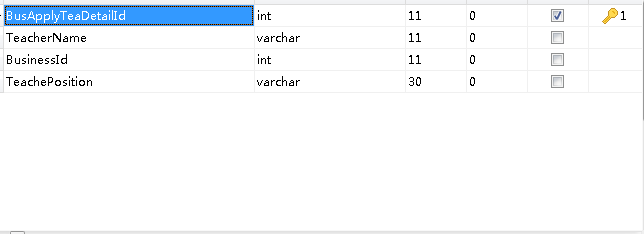 BusApplyTeaDetailId int 11 0 1
TeacherName varchar 11 0
BusinessId int 11 0
TeachePosition varchar 30 0